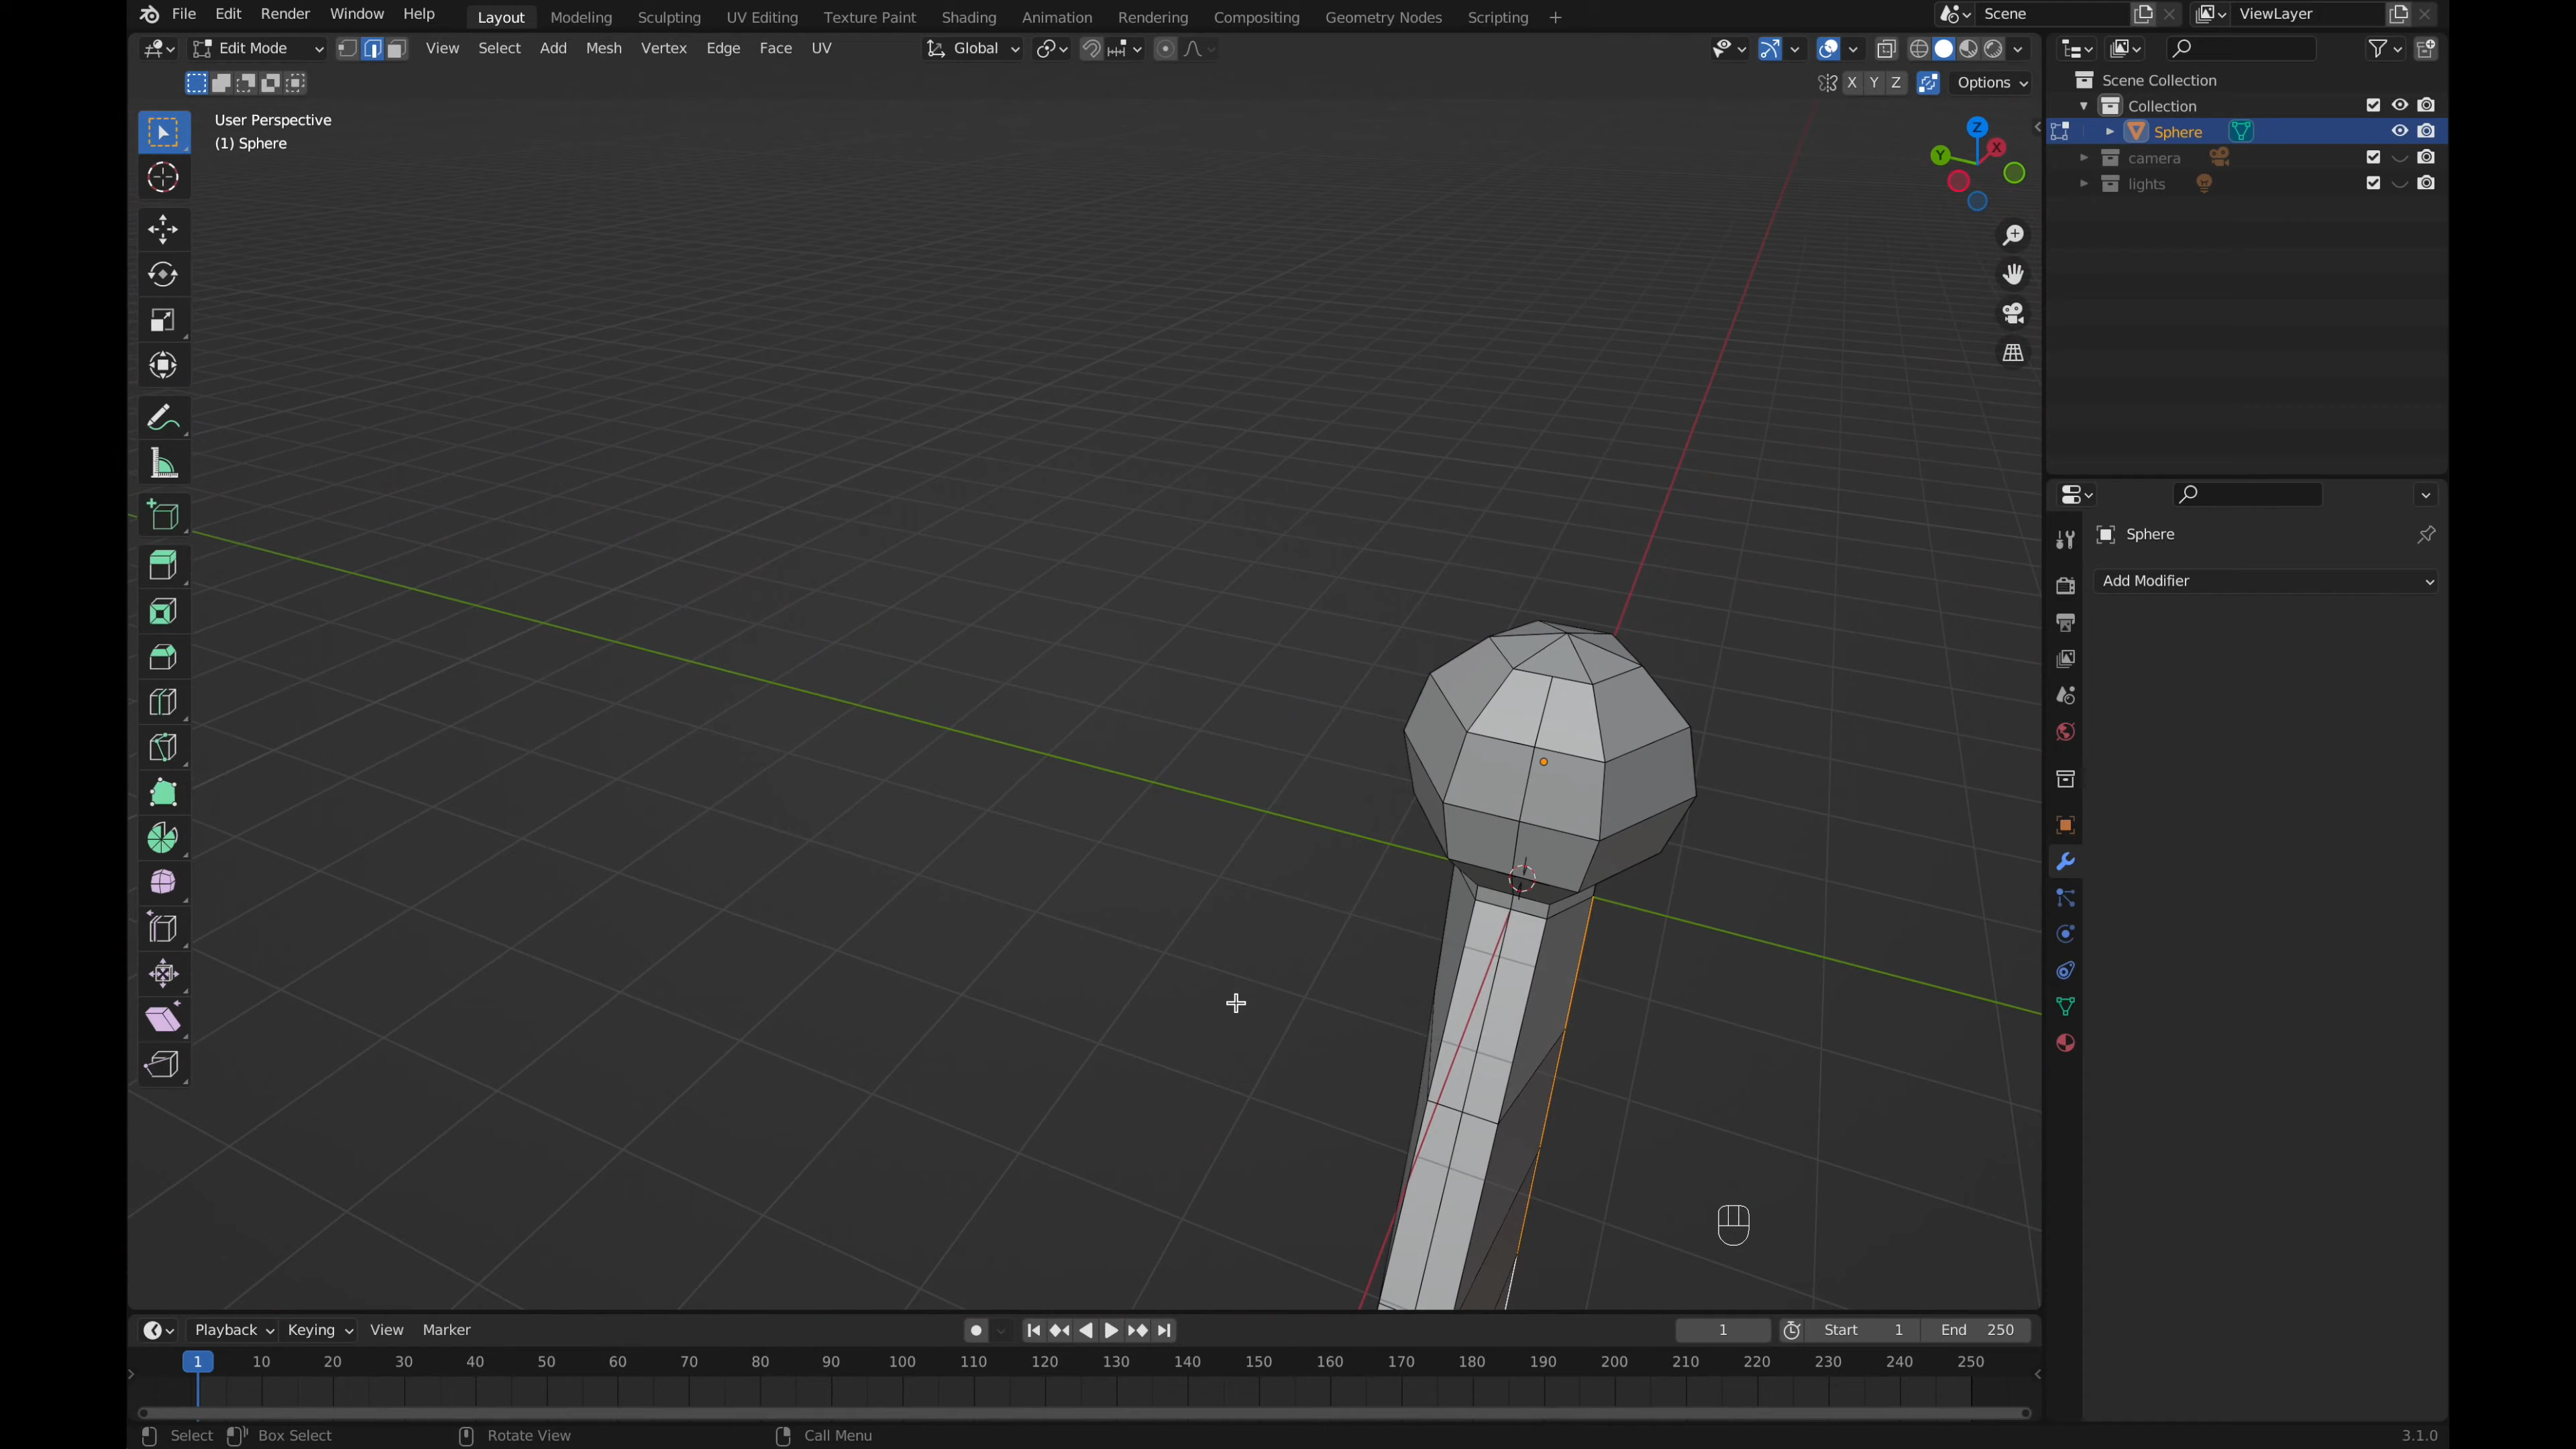 File Edit Render Window Help Layout Modeling Sculpting UV Editing Texture Paint Shading Animation Rendering Compositing Geometry Nodes Scripting + Scene ViewLayer
Edit Mode View Select Add Mesh Vertex Edge Face UV Global
X Y Z Options
User Perspective
(1) Sphere
Z
Y
X
Scene Collection
Collection
Sphere
camera
lights
Sphere
Add Modifier
Playback Keying View Marker 1 Start 1 End 250
1 10 20 30 40 50 60 70 80 90 100 110 120 130 140 150 160 170 180 190 200 210 220 230 240 250
Select Box Select Rotate View Call Menu 3.1.0